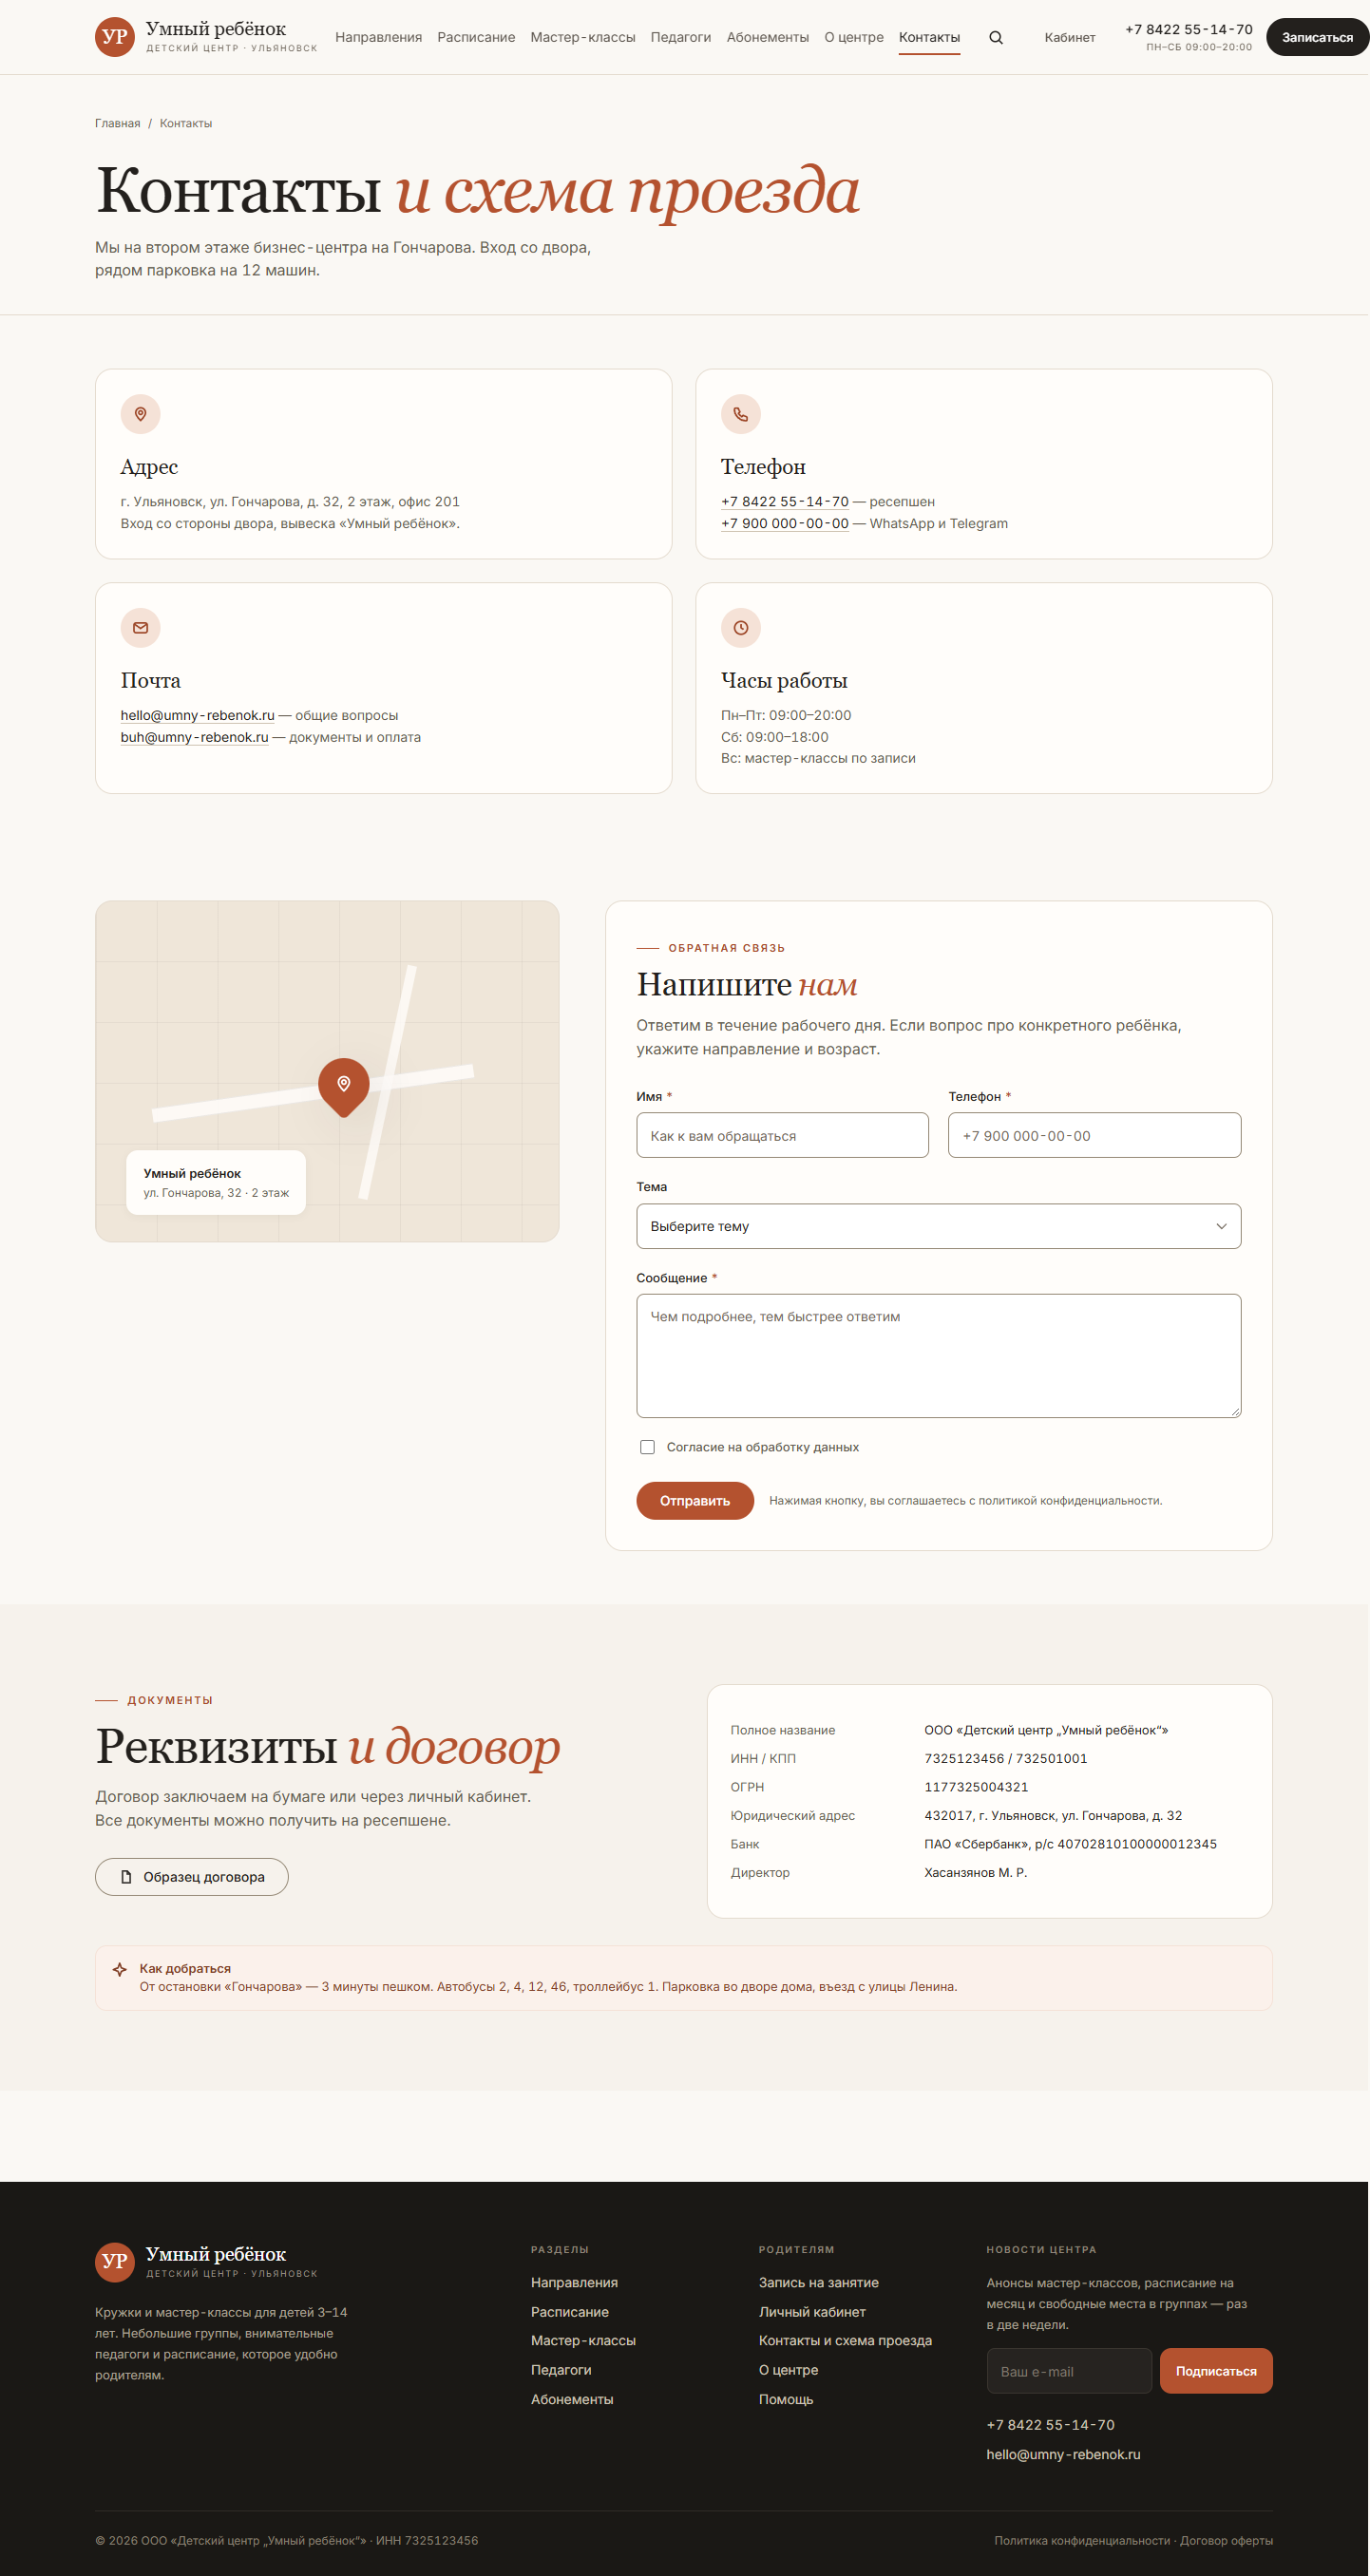 УР
Умный ребёнок
ДЕТСКИЙ ЦЕНТР · УЛЬЯНОВСК
Направления
Расписание
Мастер-классы
Педагоги
Абонементы
О центре
Контакты
Кабинет
+7 8422 55-14-70
ПН–СБ 09:00–20:00
Записаться
Главная / Контакты
Контакты и схема проезда
Мы на втором этаже бизнес-центра на Гончарова. Вход со двора,
рядом парковка на 12 машин.
Адрес
г. Ульяновск, ул. Гончарова, д. 32, 2 этаж, офис 201
Вход со стороны двора, вывеска «Умный ребёнок».
Телефон
+7 8422 55-14-70 — ресепшен
+7 900 000-00-00 — WhatsApp и Telegram
Почта
hello@umny-rebenok.ru — общие вопросы
buh@umny-rebenok.ru — документы и оплата
Часы работы
Пн–Пт: 09:00–20:00
Сб: 09:00–18:00
Вс: мастер-классы по записи
Умный ребёнок
ул. Гончарова, 32 · 2 этаж
ОБРАТНАЯ СВЯЗЬ
Напишите нам
Ответим в течение рабочего дня. Если вопрос про конкретного ребёнка,
укажите направление и возраст.
Имя *
Как к вам обращаться
Телефон *
+7 900 000-00-00
Тема
Выберите тему
Сообщение *
Чем подробнее, тем быстрее ответим
Согласие на обработку данных
Отправить
Нажимая кнопку, вы соглашаетесь с политикой конфиденциальности.
ДОКУМЕНТЫ
Реквизиты и договор
Договор заключаем на бумаге или через личный кабинет.
Все документы можно получить на ресепшене.
Образец договора
Полное название ООО «Детский центр „Умный ребёнок“»
ИНН / КПП 7325123456 / 732501001
ОГРН 1177325004321
Юридический адрес 432017, г. Ульяновск, ул. Гончарова, д. 32
Банк ПАО «Сбербанк», р/с 40702810100000012345
Директор Хасанзянов М. Р.
Как добраться
От остановки «Гончарова» — 3 минуты пешком. Автобусы 2, 4, 12, 46, троллейбус 1. Парковка во дворе дома, въезд с улицы Ленина.
УР
Умный ребёнок
ДЕТСКИЙ ЦЕНТР · УЛЬЯНОВСК
Кружки и мастер-классы для детей 3–14
лет. Небольшие группы, внимательные
педагоги и расписание, которое удобно
родителям.
РАЗДЕЛЫ
Направления
Расписание
Мастер-классы
Педагоги
Абонементы
РОДИТЕЛЯМ
Запись на занятие
Личный кабинет
Контакты и схема проезда
О центре
Помощь
НОВОСТИ ЦЕНТРА
Анонсы мастер-классов, расписание на
месяц и свободные места в группах — раз
в две недели.
Ваш e-mail
Подписаться
+7 8422 55-14-70
hello@umny-rebenok.ru
© 2026 ООО «Детский центр „Умный ребёнок“» · ИНН 7325123456
Политика конфиденциальности · Договор оферты